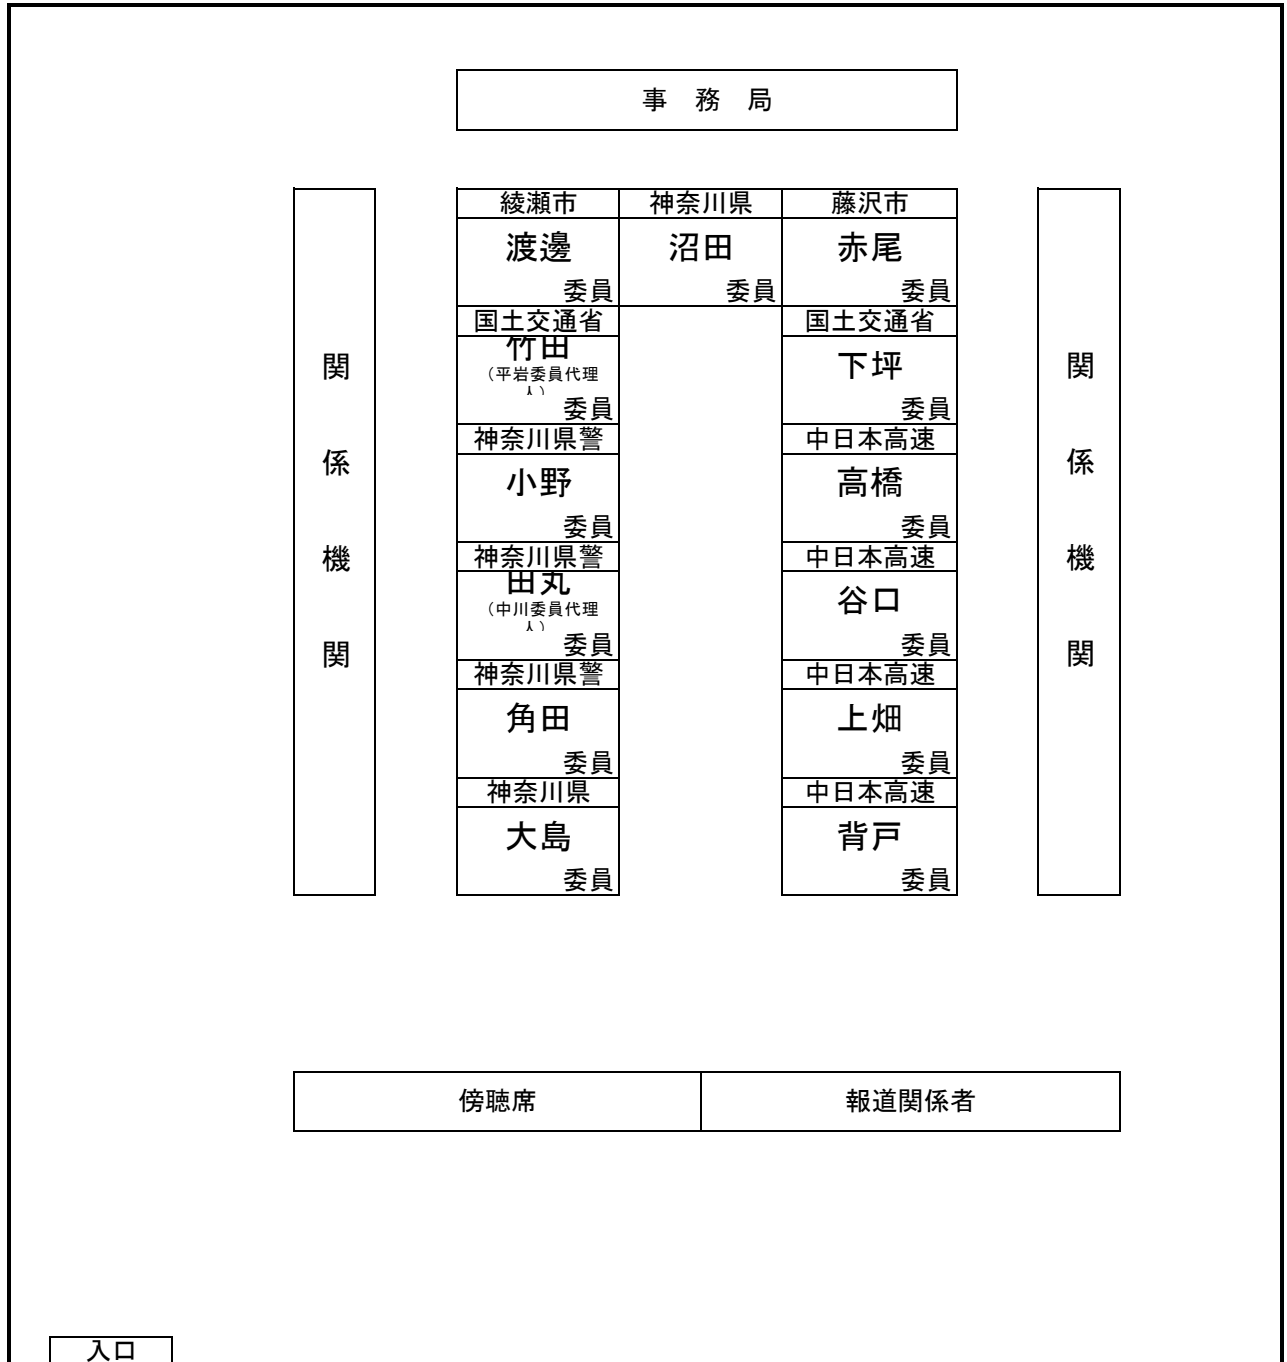 事 務 局
綾瀬市 神奈川県 藤沢市
渡邊 沼田 赤尾
委員 委員 委員
国土交通省 国土交通省
竹田 下坪
（平岩委員代理
人）
委員 委員
神奈川県警 中日本高速
小野 高橋
委員 委員
神奈川県警 中日本高速
田丸 谷口
（中川委員代理
人）
委員 委員
神奈川県警 中日本高速
角田 上畑
委員 委員
神奈川県 中日本高速
大島 背戸
委員 委員
関係機関
関係機関
傍聴席 報道関係者
入口